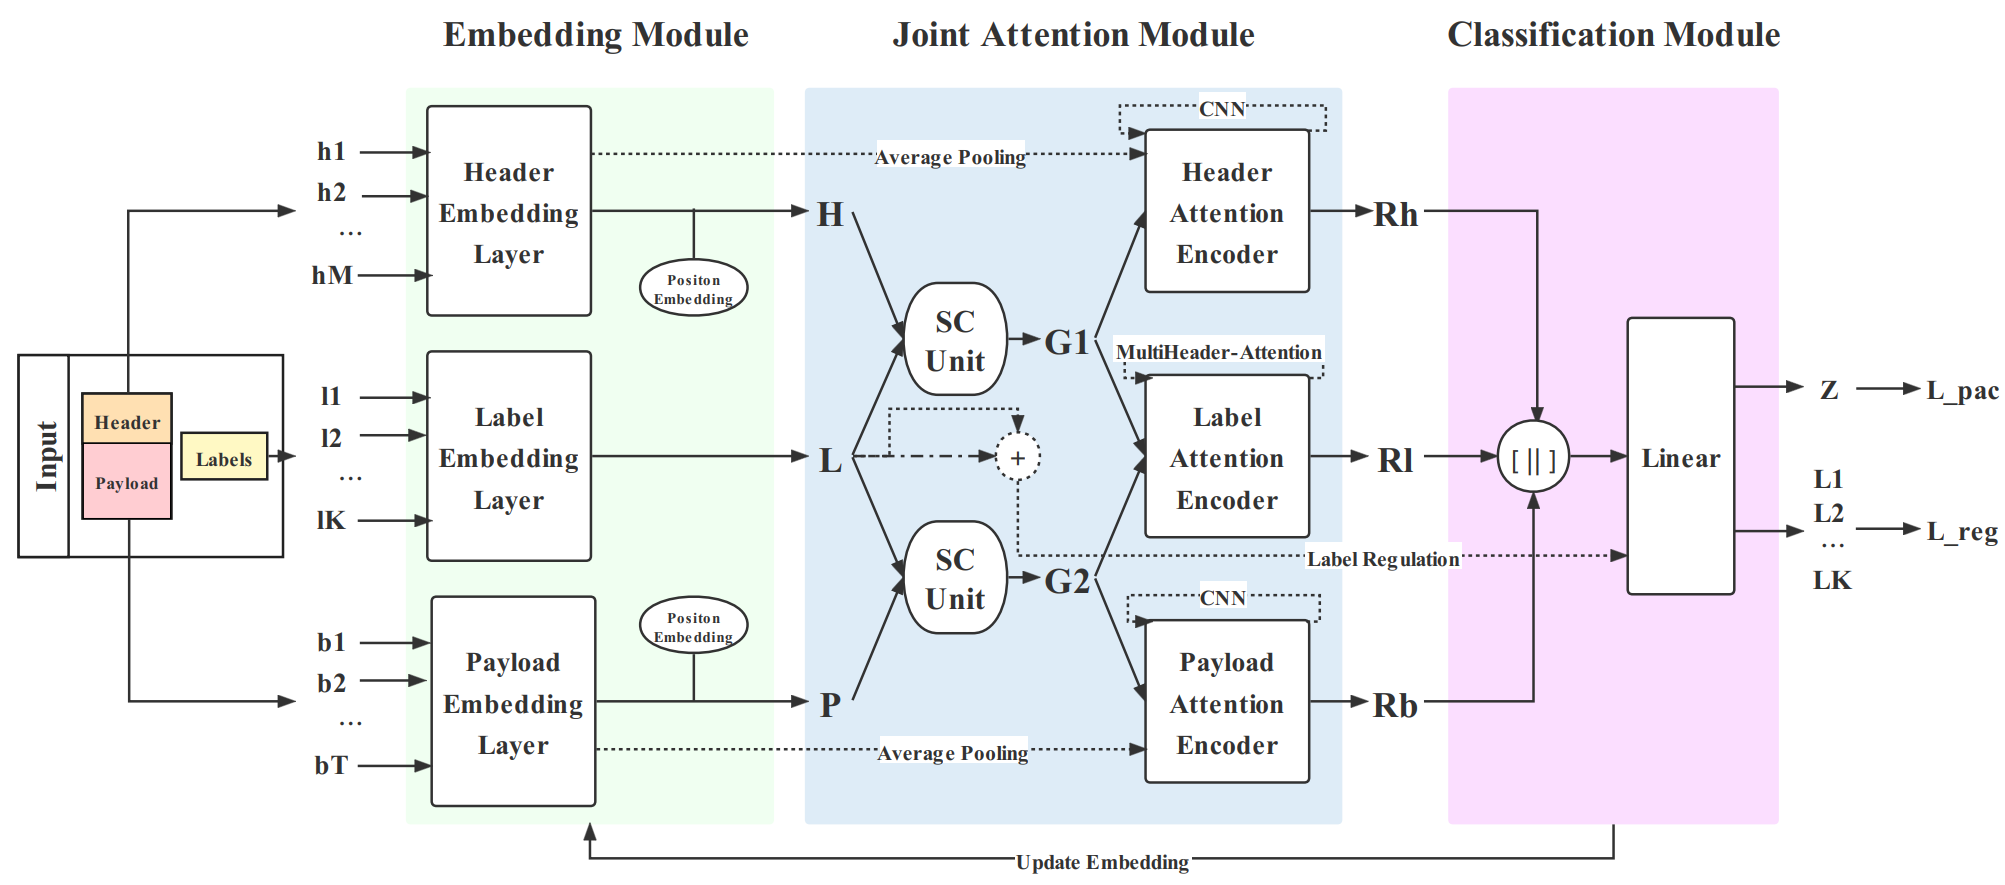 Embedding Module
Joint Attention Module
Classification Module
Input
Header
Payload
Labels
h1
h2
...
hM
l1
l2
...
lK
b1
b2
...
bT
Header
Embedding
Layer
Positon
Embedding
Label
Embedding
Layer
Payload
Embedding
Layer
Positon
Embedding
Average Pooling
H
L
P
SC
Unit
G1
+
SC
Unit
G2
Average Pooling
CNN
Header
Attention
Encoder
MultiHeader-Attention
Label
Attention
Encoder
Label Regulation
CNN
Payload
Attention
Encoder
Rh
Rl
Rb
[ || ]
Linear
Z
L_pac
L1
L2
...
LK
L_reg
Update Embedding